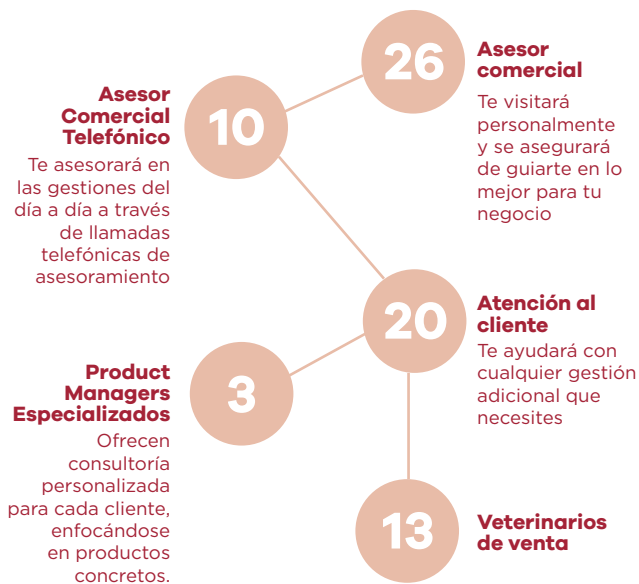 26
Asesor
comercial
Te visitará
personalmente
y se asegurará
de guiarte en lo
mejor para tu
negocio
10
Asesor
Comercial
Telefónico
Te asesorará en
las gestiones del
día a día a través
de llamadas
telefónicas de
asesoramiento
20
Atención al
cliente
Te ayudará con
cualquier gestión
adicional que
necesites
3
Product
Managers
Especializados
Ofrecen
consultoría
personalizada
para cada cliente,
enfocándose
en productos
concretos.
13
Veterinarios
de venta